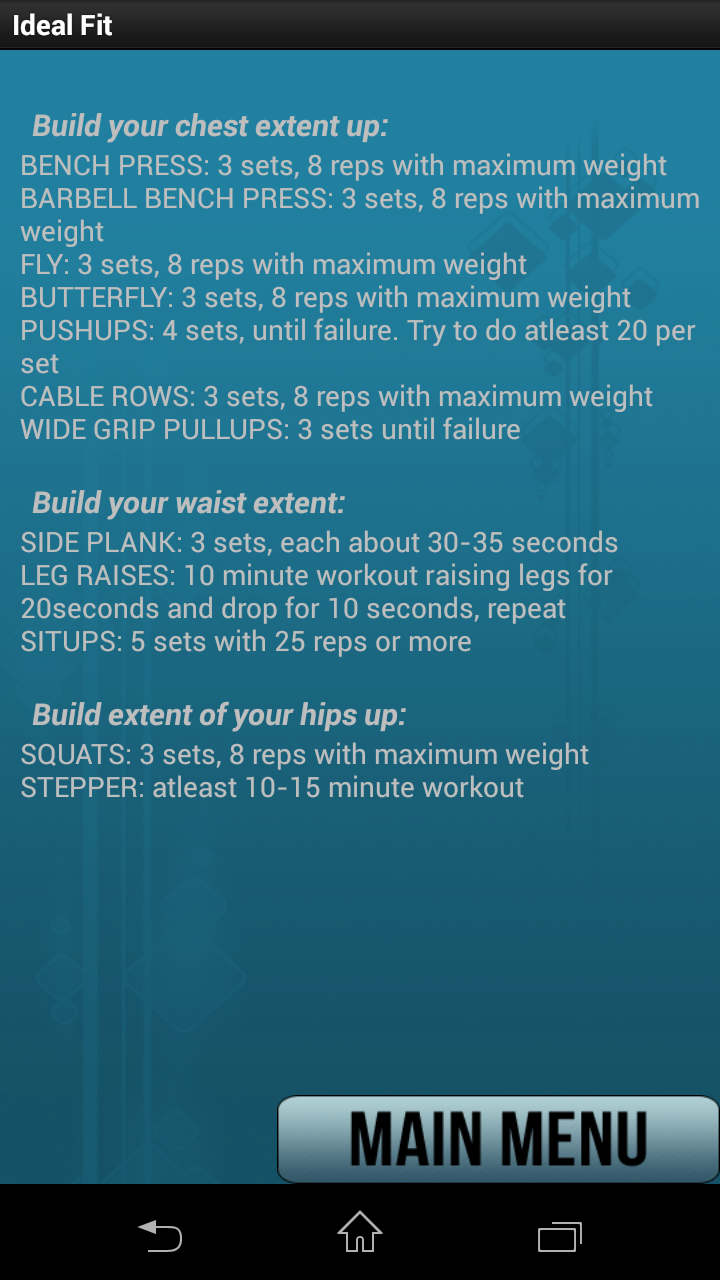 Ideal Fit
Build your chest extent up:
BENCH PRESS: 3 sets, 8 reps with maximum weight
BARBELL BENCH PRESS: 3 sets, 8 reps with maximum
weight
FLY: 3 sets, 8 reps with maximum weight
BUTTERFLY: 3 sets, 8 reps with maximum weight
PUSHUPS: 4 sets, until failure. Try to do atleast 20 per
set
CABLE ROWS: 3 sets, 8 reps with maximum weight
WIDE GRIP PULLUPS: 3 sets until failure
Build your waist extent:
SIDE PLANK: 3 sets, each about 30-35 seconds
LEG RAISES: 10 minute workout raising legs for
20seconds and drop for 10 seconds, repeat
SITUPS: 5 sets with 25 reps or more
Build extent of your hips up:
SQUATS: 3 sets, 8 reps with maximum weight
STEPPER: atleast 10-15 minute workout
MAIN MENU